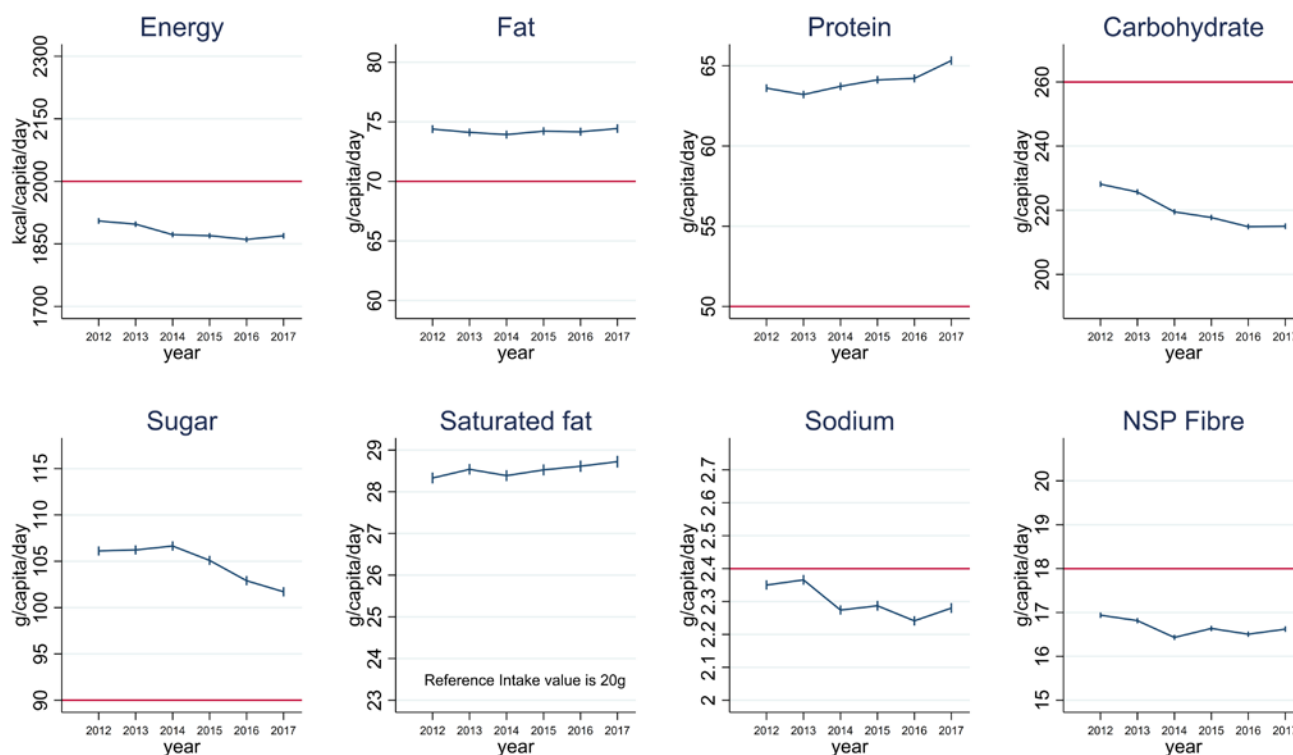 Energy
kcal/capita/day
2300
2150
2000
1850
1700
2012 2013 2014 2015 2016 2017
year
Fat
g/capita/day
80
75
70
65
60
2012 2013 2014 2015 2016 2017
year
Protein
g/capita/day
65
60
55
50
2012 2013 2014 2015 2016 2017
year
Carbohydrate
g/capita/day
260
240
220
200
2012 2013 2014 2015 2016 2017
year
Sugar
g/capita/day
115
110
105
100
95
90
2012 2013 2014 2015 2016 2017
year
Saturated fat
g/capita/day
29
28
27
26
25
24
23
Reference Intake value is 20g
2012 2013 2014 2015 2016 2017
year
Sodium
g/capita/day
2.7
2.6
2.5
2.4
2.3
2.2
2.1
2
2012 2013 2014 2015 2016 2017
year
NSP Fibre
g/capita/day
20
19
18
17
16
15
2012 2013 2014 2015 2016 2017
year